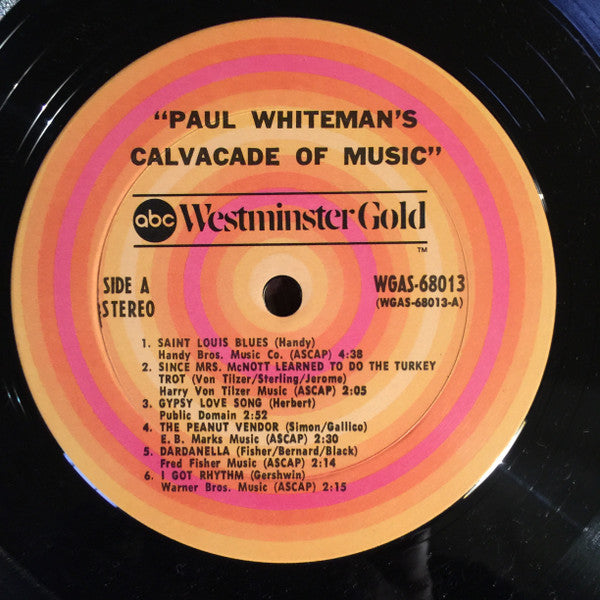 "PAUL WHITEMAN'S
CALVACADE OF MUSIC"
abc Westminster Gold
TM
SIDE A
STEREO
WGAS-68013
(WGAS-68013-A)
1. SAINT LOUIS BLUES (Handy)
Handy Bros. Music Co. (ASCAP) 4:38
2. SINCE MRS. McNOTT LEARNED TO DO THE TURKEY
TROT (Von Tilzer/Sterling/Jerome)
Harry Von Tilzer Music (ASCAP) 2:05
3. GYPSY LOVE SONG (Herbert)
Public Domain 2:52
4. THE PEANUT VENDOR (Simon/Gallico)
E. B. Marks Music (ASCAP) 2:30
5. DARDANELLA (Fisher/Bernard/Black)
Fred Fisher Music (ASCAP) 2:14
6. I GOT RHYTHM (Gershwin)
Warner Bros. Music (ASCAP) 2:15